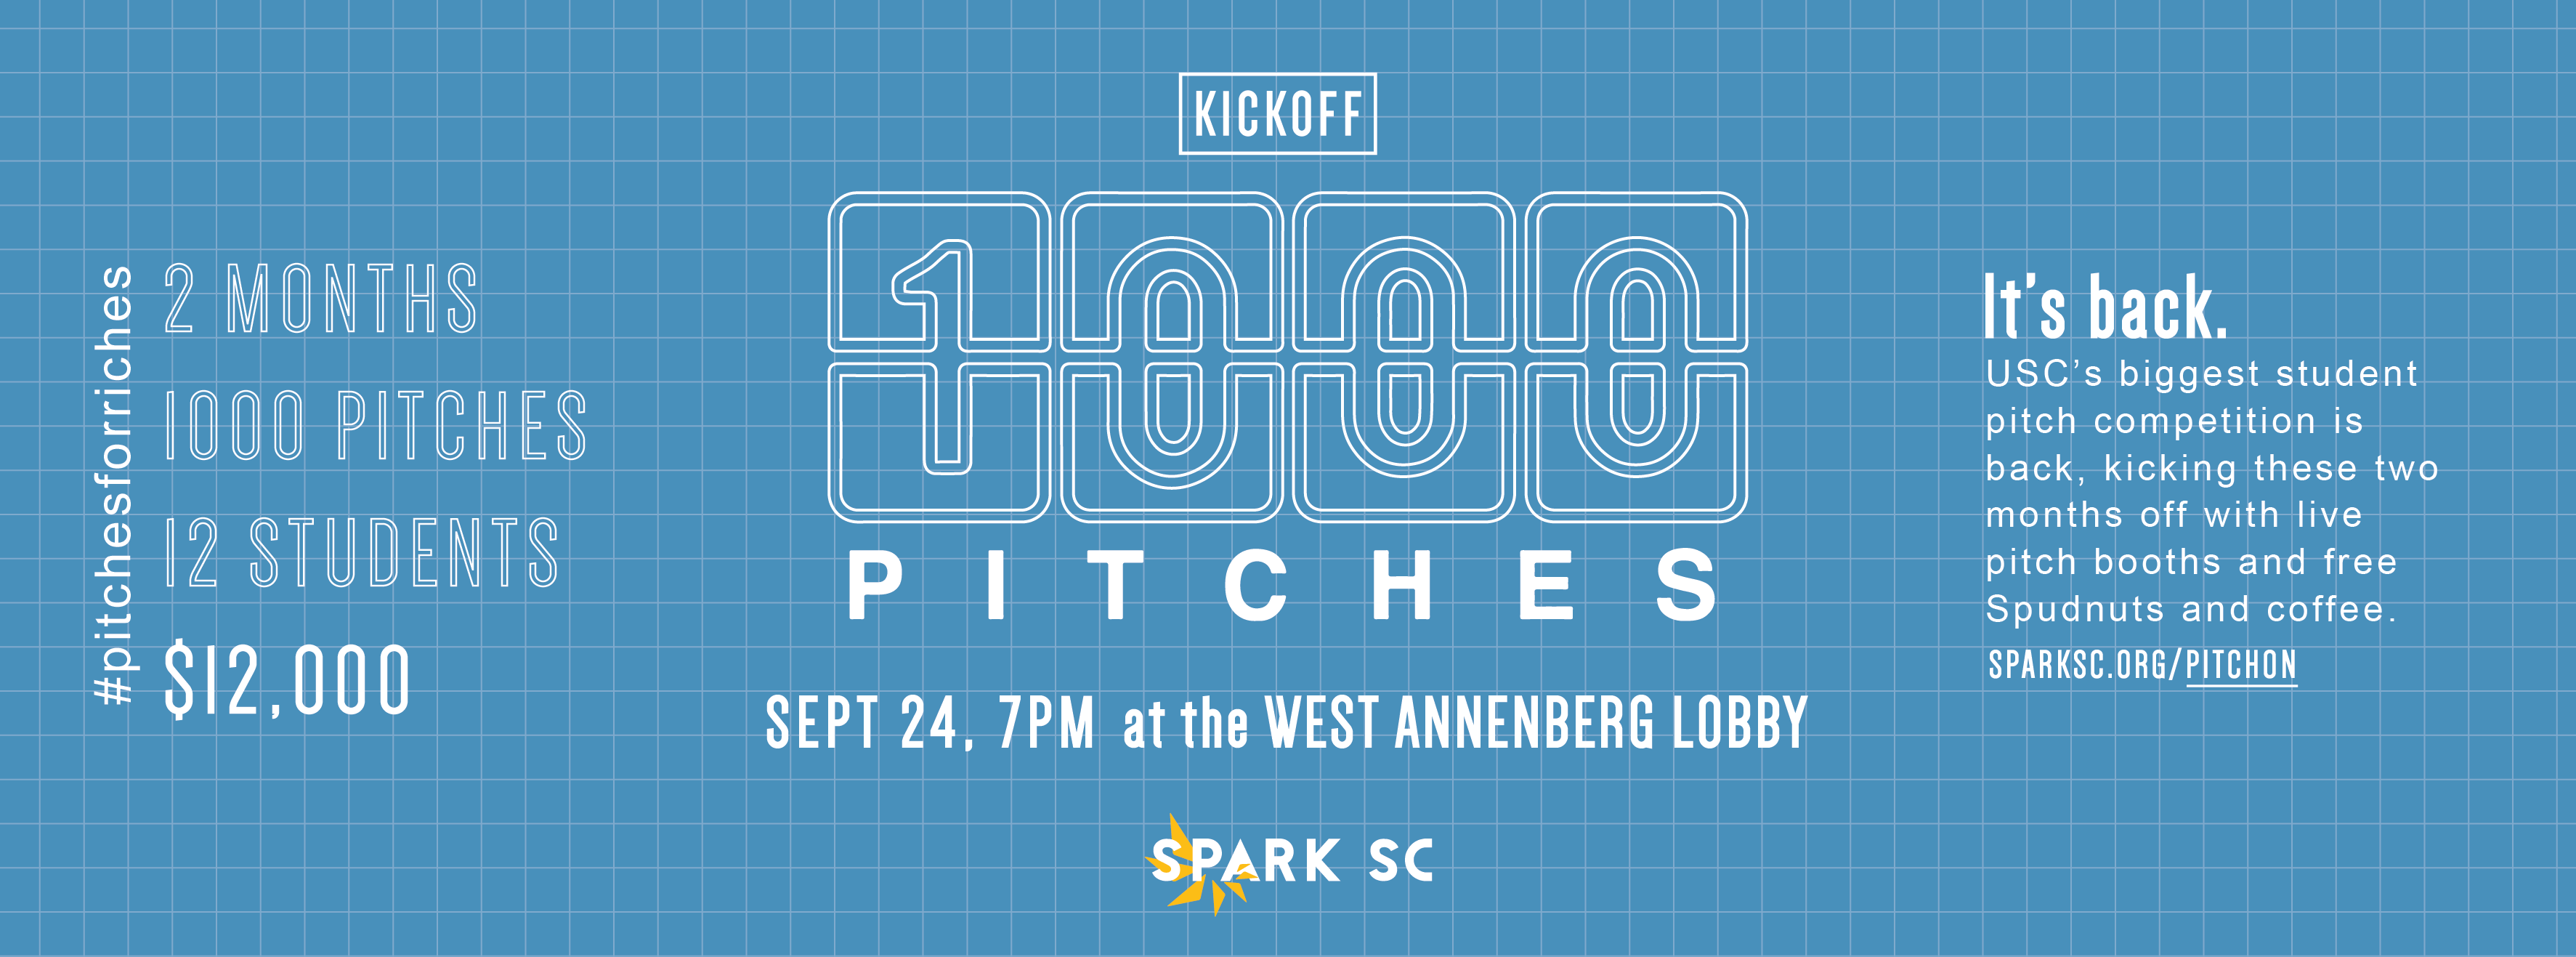 #pitchesforriches
2 MONTHS
1000 PITCHES
12 STUDENTS
$12,000
KICKOFF
1000
PITCHES
SEPT 24, 7PM at the WEST ANNENBERG LOBBY
SPARK SC
It's back.
USC's biggest student
pitch competition is
back, kicking these two
months off with live
pitch booths and free
Spudnuts and coffee.
SPARKSC.ORG/PITCHON